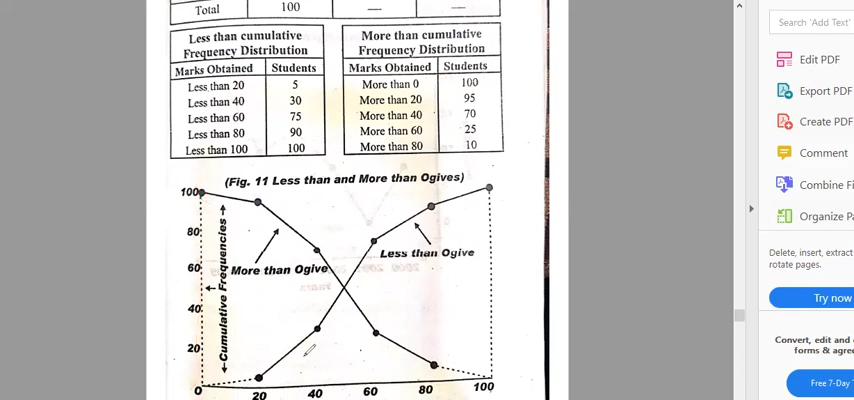 Total 100 — —
Less than cumulative
Frequency Distribution
Marks Obtained Students
Less than 20 5
Less than 40 30
Less than 60 75
Less than 80 90
Less than 100 100
More than cumulative
Frequency Distribution
Marks Obtained Students
More than 0 100
More than 20 95
More than 40 70
More than 60 25
More than 80 10
(Fig. 11 Less than and More than Ogives)
100
80
60
40
20
0
←Cumulative Frequencies→
More than Ogive
Less than Ogive
20 40 60 80 100
Search 'Add Text'
Edit PDF
Export PDF
Create PDF
Comment
Combine Fi
Organize Pa
Delete, insert, extract
rotate pages.
Try now
Convert, edit and
forms & agree
Free 7-Day